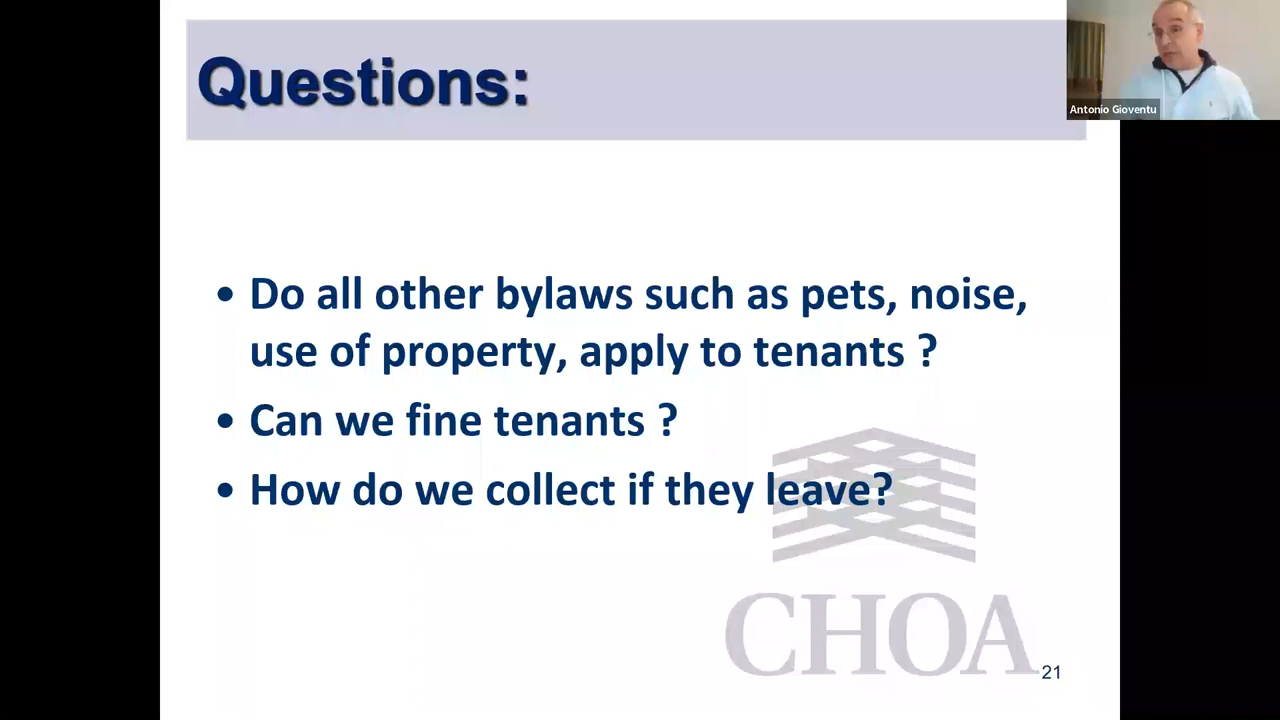 Questions:
Antonio Gioventu
• Do all other bylaws such as pets, noise,
use of property, apply to tenants ?
• Can we fine tenants ?
• How do we collect if they leave?
CHOA
21